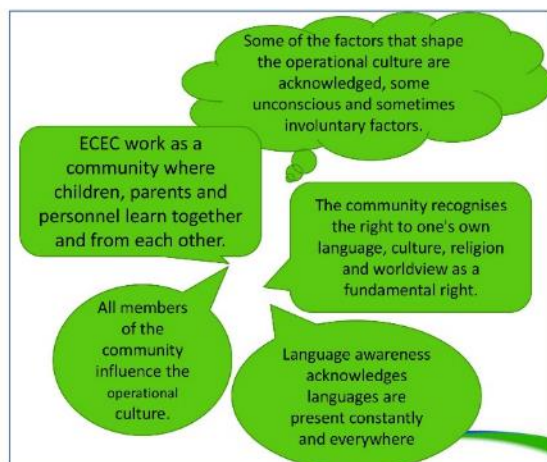 Some of the factors that shape
the operational culture are
acknowledged, some
unconscious and sometimes
involuntary factors.
ECEC work as a
community where
children, parents and
personnel learn together
and from each other.
The community recognises
the right to one's own
language, culture, religion
and worldview as a
fundamental right.
All members
of the
community
influence the
operational
culture.
Language awareness
acknowledges
languages are
present constantly
and everywhere